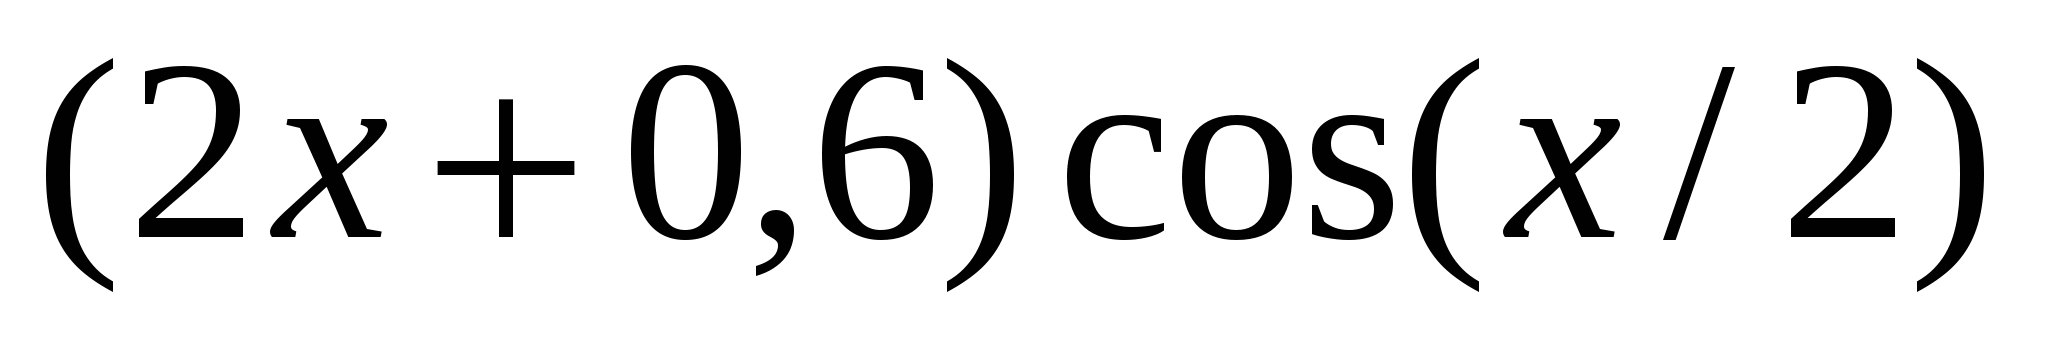 (2x + 0,6) cos(x / 2)